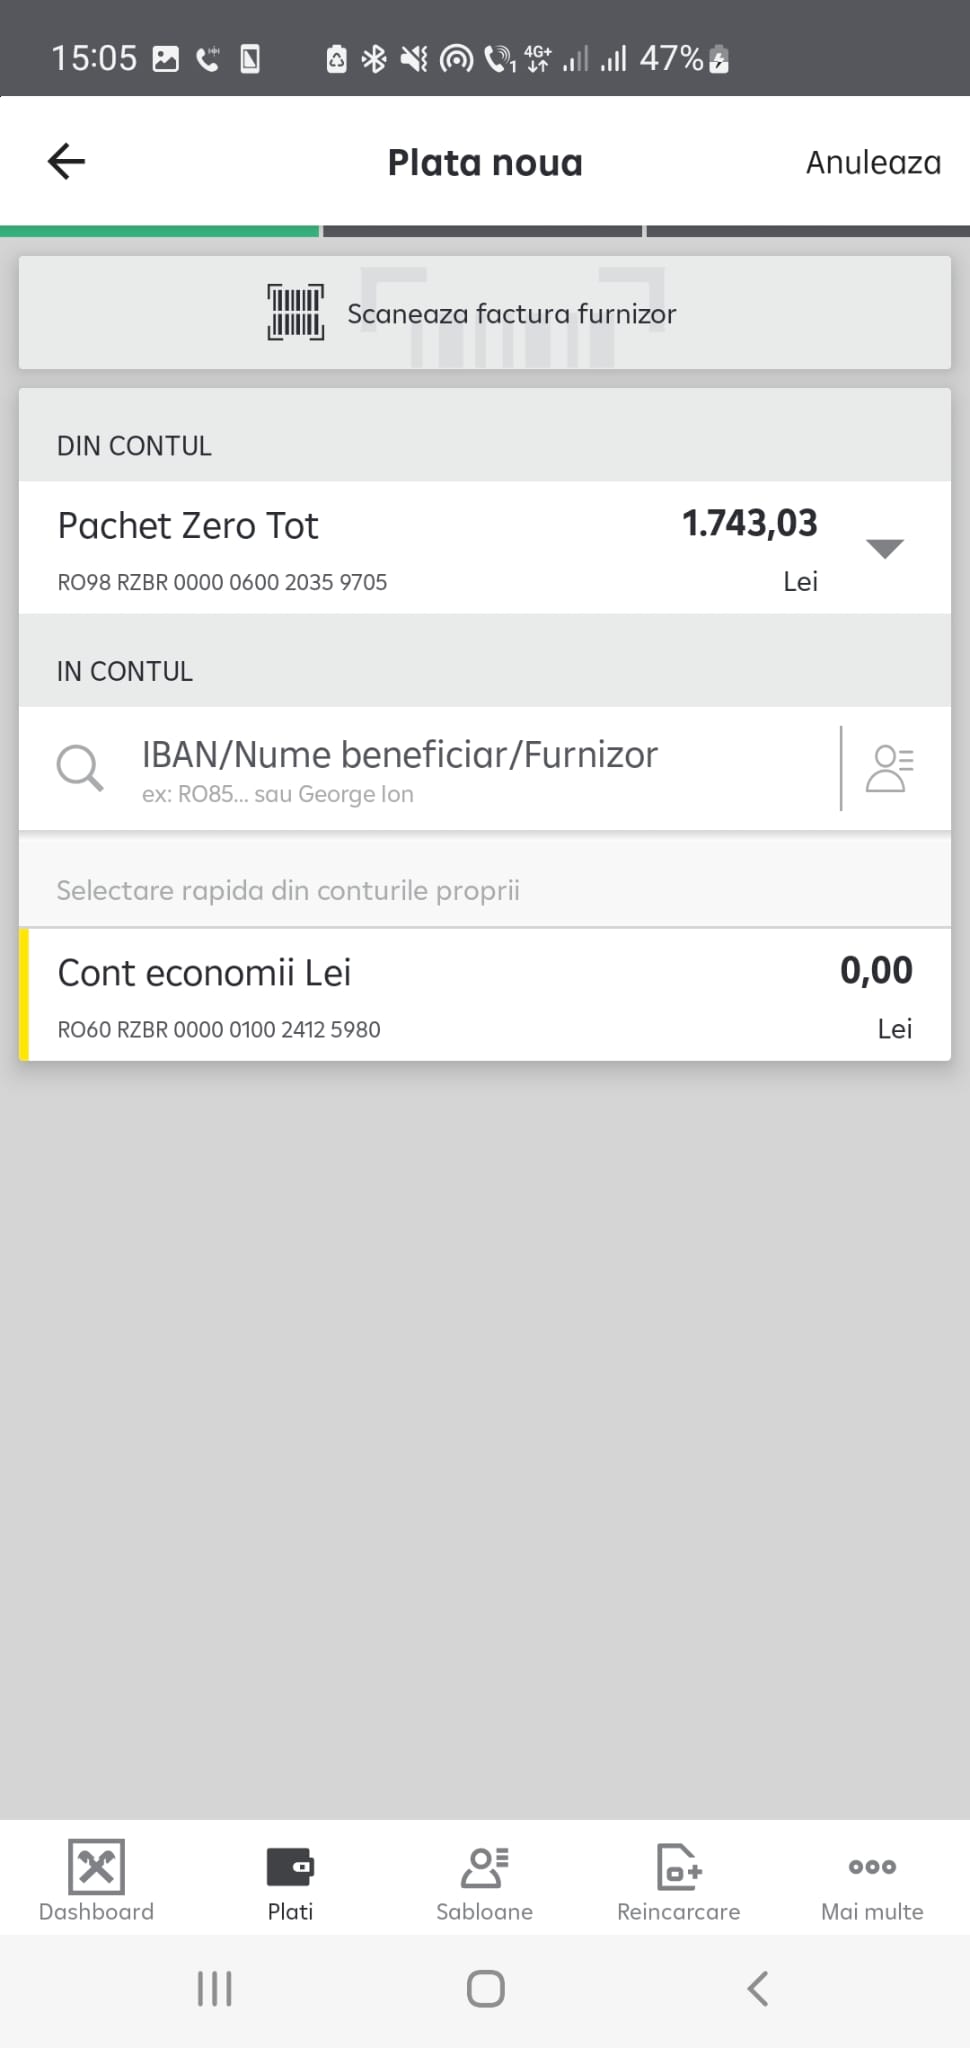 15:05 4G+ 47%
Plata noua Anuleaza
Scaneaza factura furnizor
DIN CONTUL
Pachet Zero Tot 1.743,03
RO98 RZBR 0000 0600 2035 9705 Lei
IN CONTUL
IBAN/Nume beneficiar/Furnizor
ex: RO85... sau George Ion
Selectare rapida din conturile proprii
Cont economii Lei 0,00
RO60 RZBR 0000 0100 2412 5980 Lei
Dashboard Plati Sabloane Reincarcare Mai multe